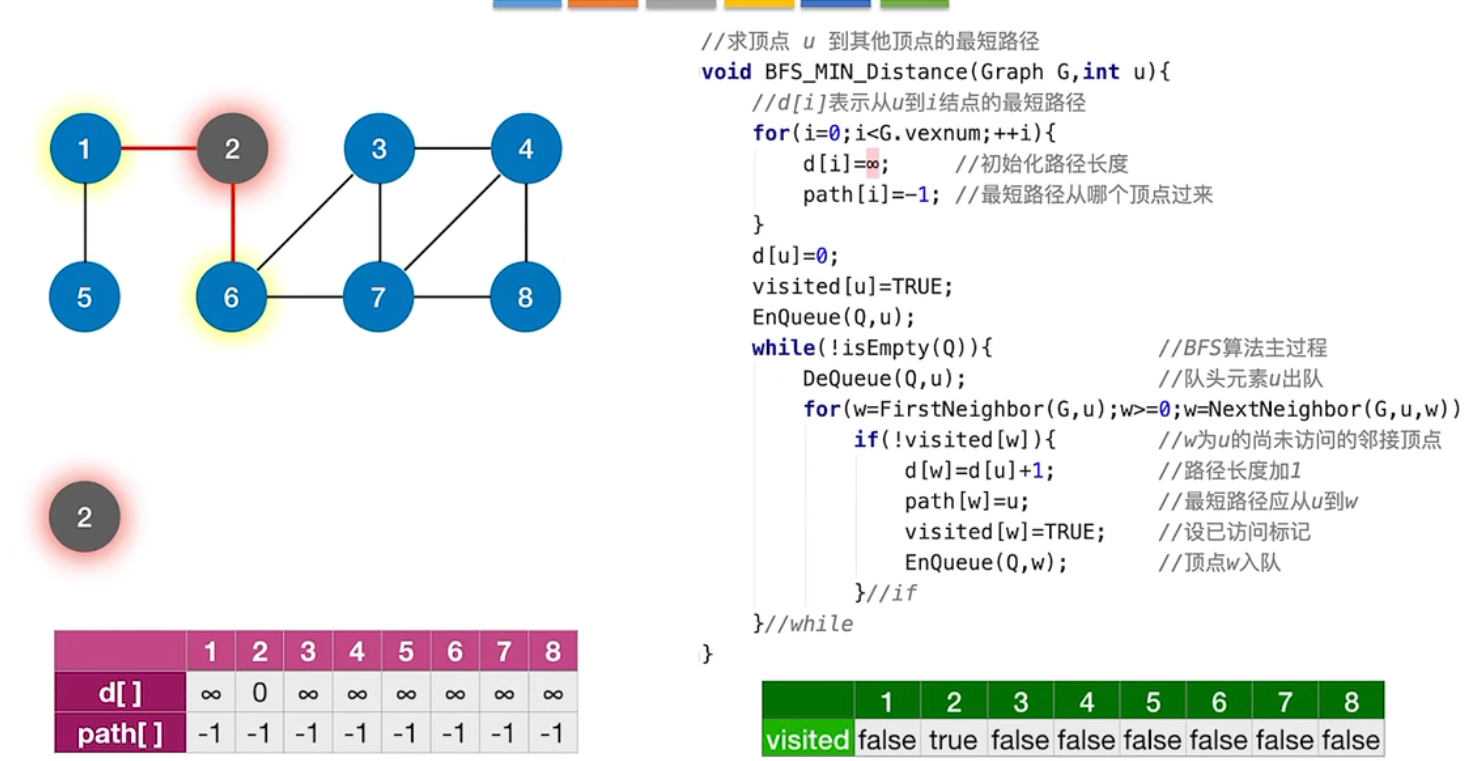 1
2
3
4
5
6
7
8
2
	1	2	3	4	5	6	7	8
d[ ]	∞	0	∞	∞	∞	∞	∞	∞
path[ ]	-1	-1	-1	-1	-1	-1	-1	-1
//求顶点 u 到其他顶点的最短路径
void BFS_MIN_Distance(Graph G,int u){
//d[i]表示从u到i结点的最短路径
for(i=0;i<G.vexnum;++i){
d[i]=∞; //初始化路径长度
path[i]=-1; //最短路径从哪个顶点过来
}
d[u]=0;
visited[u]=TRUE;
EnQueue(Q,u);
while(!isEmpty(Q)){ //BFS算法主过程
DeQueue(Q,u); //队头元素u出队
for(w=FirstNeighbor(G,u);w>=0;w=NextNeighbor(G,u,w))
if(!visited[w]){ //w为u的尚未访问的邻接顶点
d[w]=d[u]+1; //路径长度加1
path[w]=u; //最短路径应从u到w
visited[w]=TRUE; //设已访问标记
EnQueue(Q,w); //顶点w入队
}//if
}//while
}
	1	2	3	4	5	6	7	8
visited	false	true	false	false	false	false	false	false